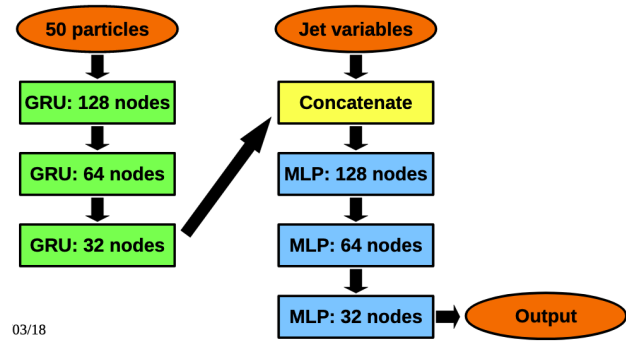 50 particles
GRU: 128 nodes
GRU: 64 nodes
GRU: 32 nodes
Jet variables
Concatenate
MLP: 128 nodes
MLP: 64 nodes
MLP: 32 nodes
Output
03/18